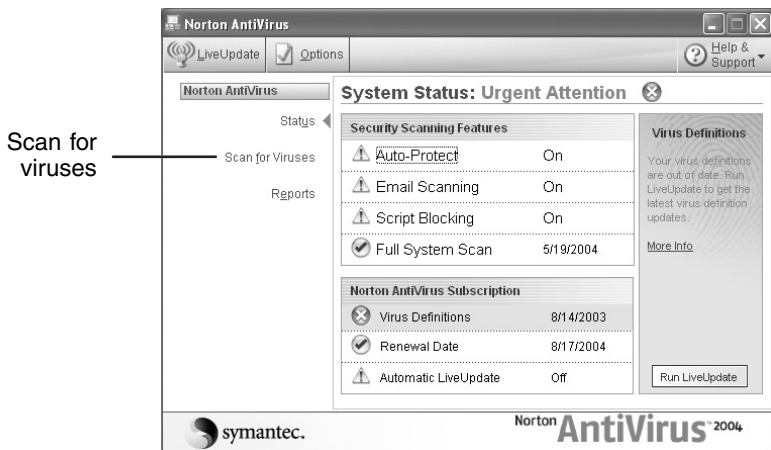 Norton AntiVirus
LiveUpdate
Options
Help &
Support
Norton AntiVirus
Status
Scan for Viruses
Reports
Scan for
viruses
System Status: Urgent Attention
Security Scanning Features
Auto-Protect On
Email Scanning On
Script Blocking On
Full System Scan 5/19/2004
Norton AntiVirus Subscription
Virus Definitions 8/14/2003
Renewal Date 8/17/2004
Automatic LiveUpdate Off
Virus Definitions
Your virus definitions
are out of date. Run
LiveUpdate to get the
latest virus definition
updates.
More Info
Run LiveUpdate
symantec.
Norton AntiVirus™ 2004